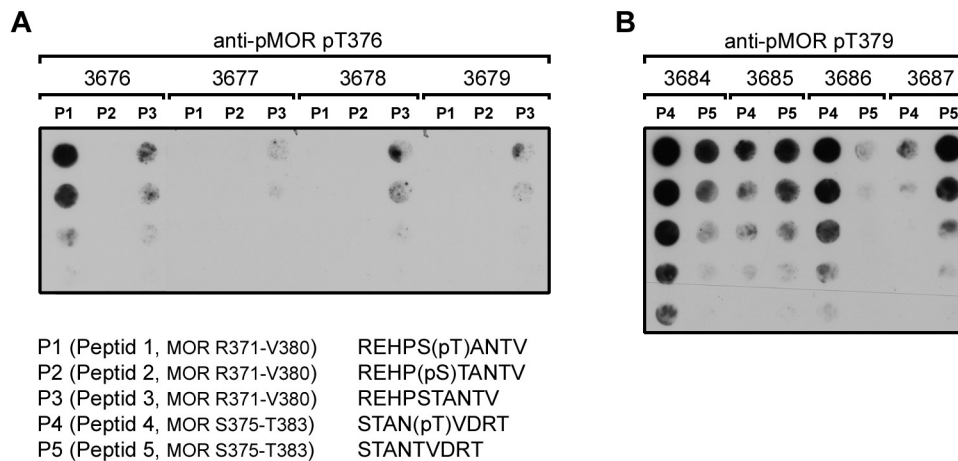 A
anti-pMOR pT376
3676 3677 3678 3679
P1 P2 P3 P1 P2 P3 P1 P2 P3 P1 P2 P3
B
anti-pMOR pT379
3684 3685 3686 3687
P4 P5 P4 P5 P4 P5 P4 P5
P1 (Peptid 1, MOR R371-V380) REHPS(pT)ANTV
P2 (Peptid 2, MOR R371-V380) REHP(pS)TANTV
P3 (Peptid 3, MOR R371-V380) REHPSTANTV
P4 (Peptid 4, MOR S375-T383) STAN(pT)VDRT
P5 (Peptid 5, MOR S375-T383) STANTVDRT